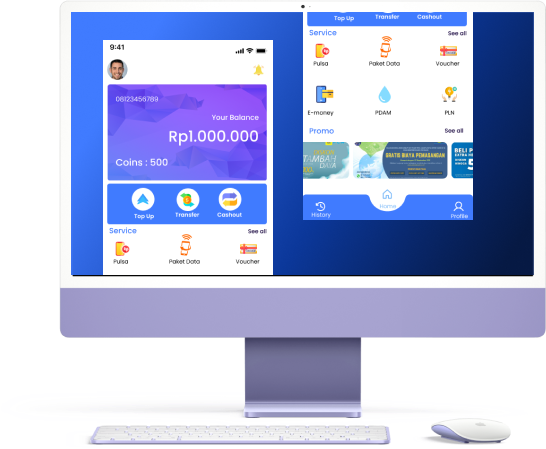 9:41
08123456789
Your Balance
Rp1.000.000
Coins : 500
Top Up
Transfer
Cashout
Service
See all
Pulsa
Paket Data
Voucher
Top Up
Transfer
Cashout
Service
See all
Pulsa
Paket Data
Voucher
E-money
PDAM
PLN
Promo
See all
TAMBAH
DAYA
GRATIS BIAYA PEMASANGAN
BELI P
History
Home
Profile